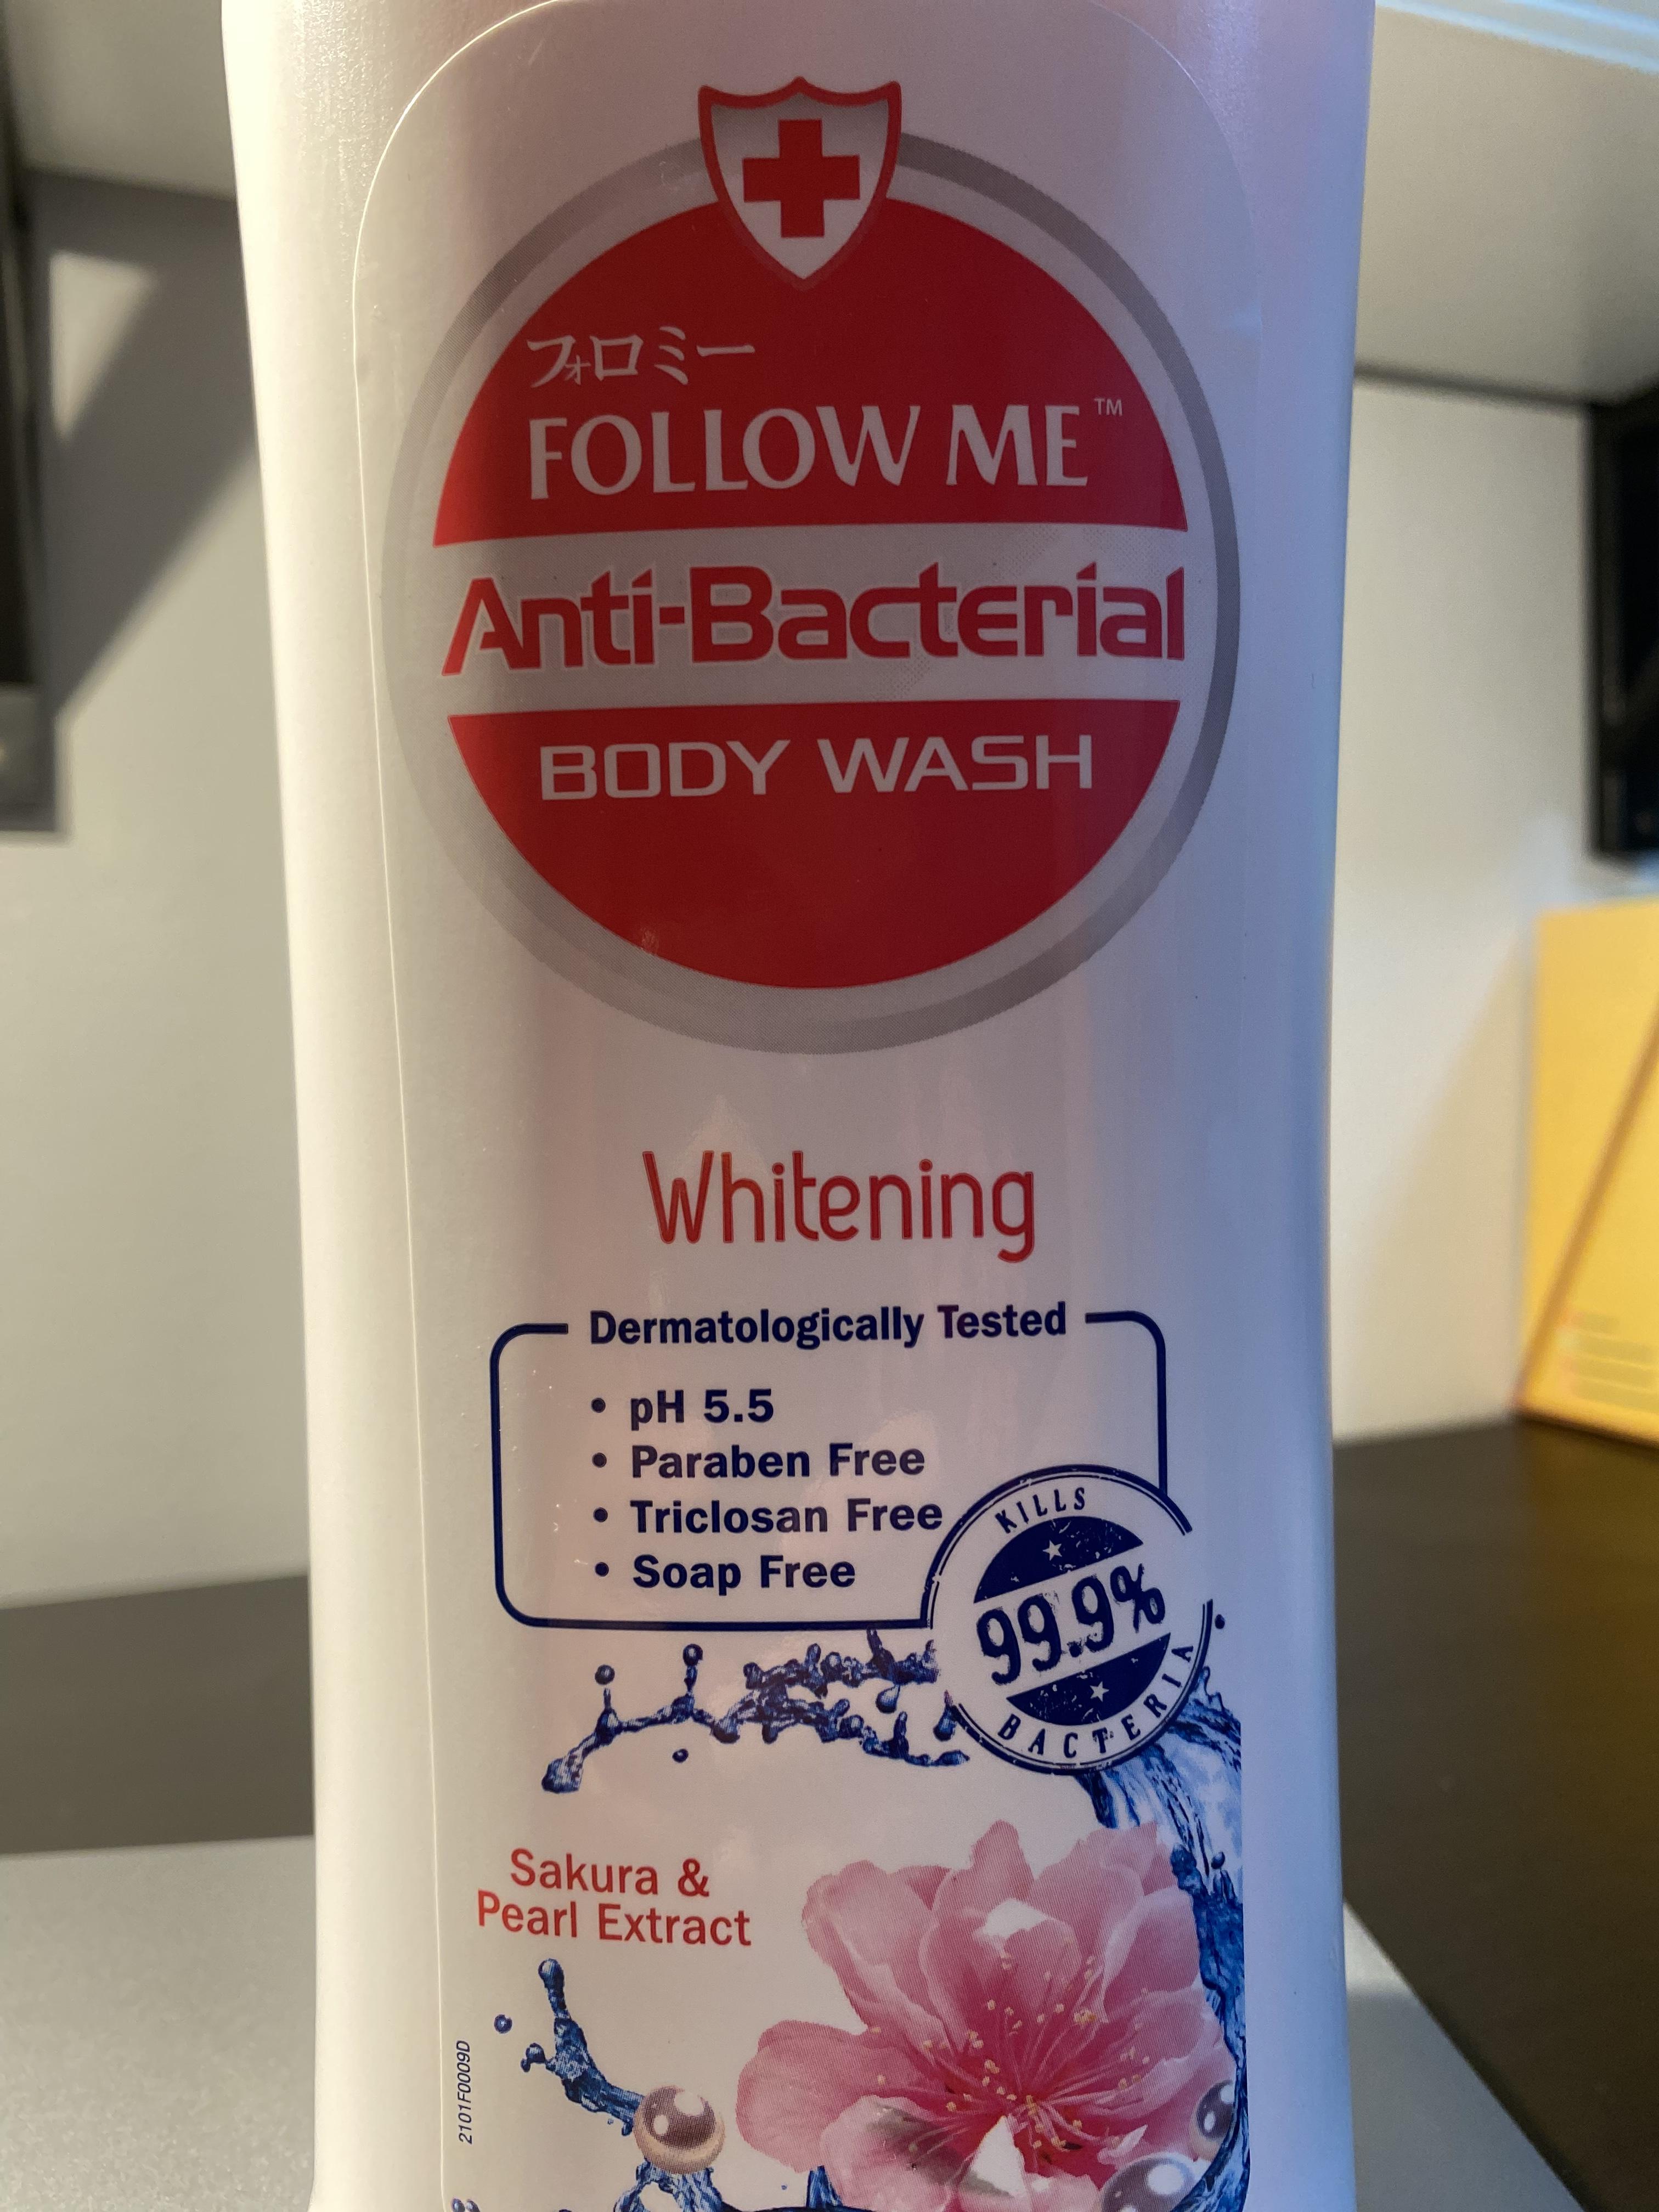 フォロミー
FOLLOW ME™
Anti-Bacterial
BODY WASH
Whitening
Dermatologically Tested
• pH 5.5
• Paraben Free
• Triclosan Free
• Soap Free
KILLS
99.9%
BACTERIA
Sakura &
Pearl Extract
2101F0009D